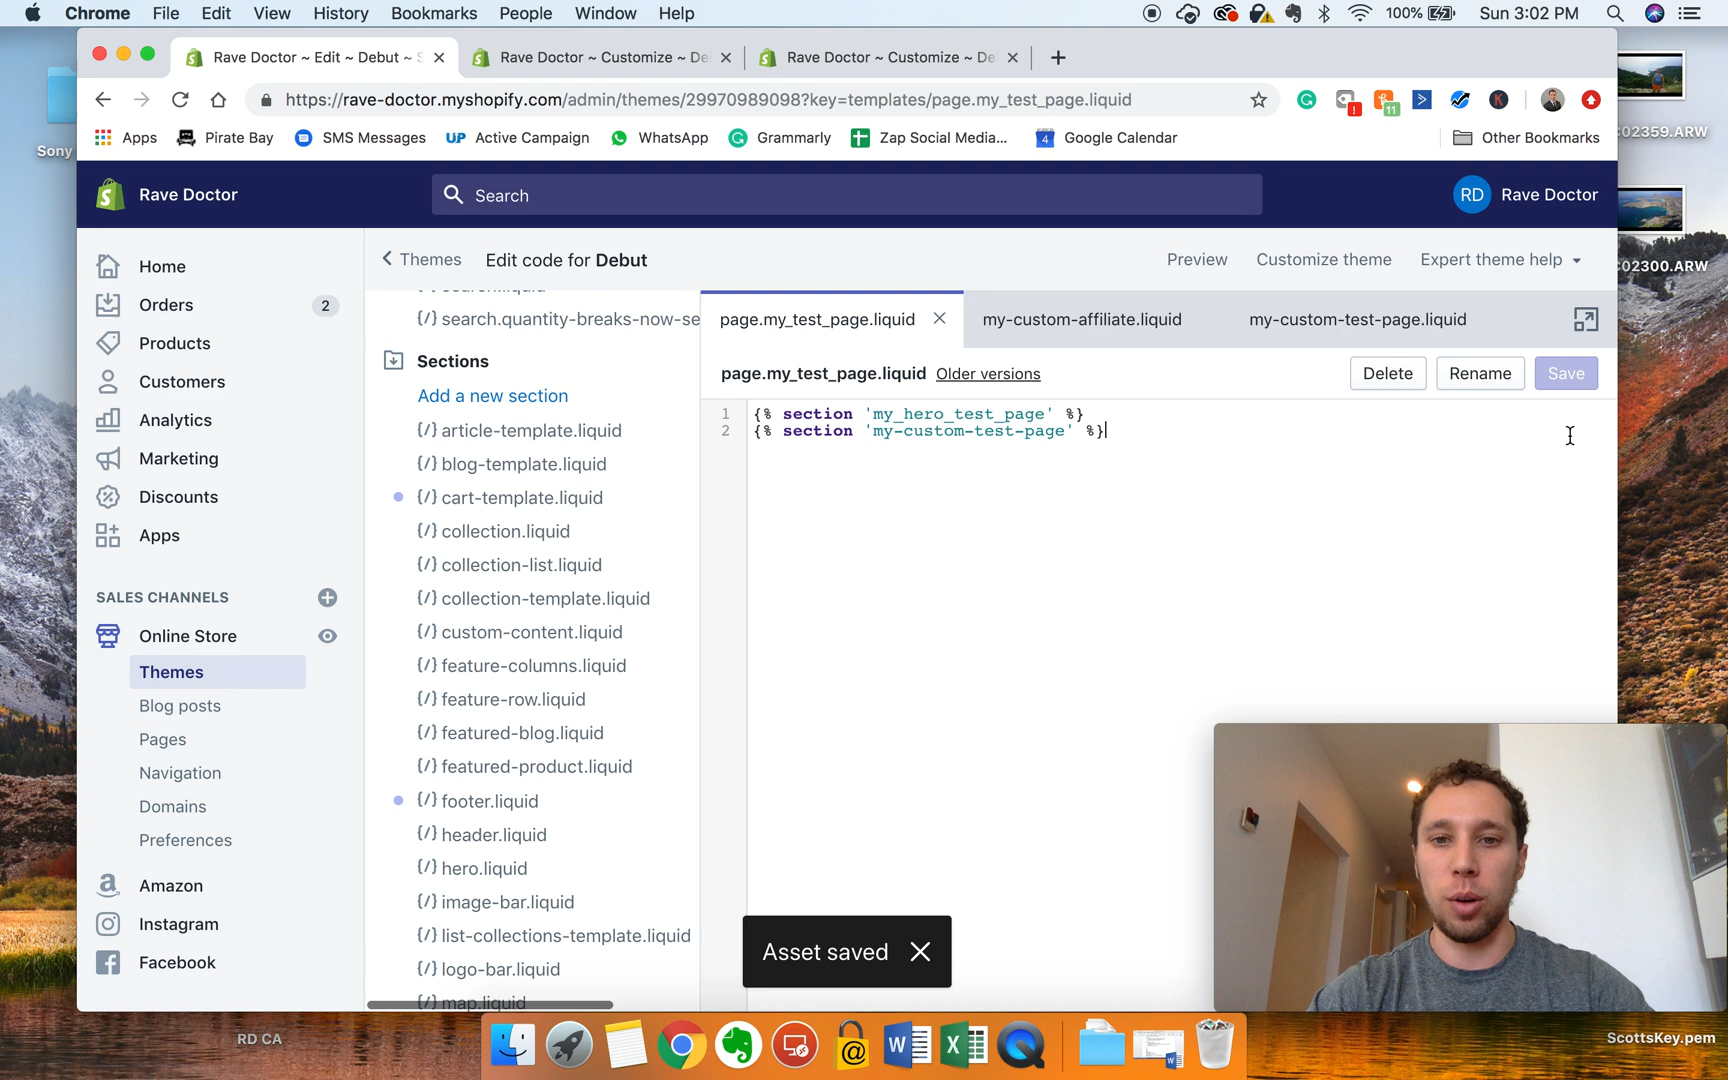 Chrome File Edit View History Bookmarks People Window Help 100% Sun 3:02 PM
Rave Doctor ~ Edit ~ Debut ~ S
Rave Doctor ~ Customize ~ De
Rave Doctor ~ Customize ~ De
https://rave-doctor.myshopify.com/admin/themes/29970989098?key=templates/page.my_test_page.liquid
11
Apps Pirate Bay SMS Messages UP Active Campaign WhatsApp Grammarly Zap Social Media... 4 Google Calendar Other Bookmarks
Sony
C02359.ARW
C02300.ARW
Rave Doctor
Search
RD Rave Doctor
Home
Orders 2
Products
Customers
Analytics
Marketing
Discounts
Apps
SALES CHANNELS
Online Store
Themes
Blog posts
Pages
Navigation
Domains
Preferences
Amazon
Instagram
Facebook
Themes Edit code for Debut
Preview Customize theme Expert theme help
{/} search.liquid
{/} search.quantity-breaks-now-se
Sections
Add a new section
{/} article-template.liquid
{/} blog-template.liquid
{/} cart-template.liquid
{/} collection.liquid
{/} collection-list.liquid
{/} collection-template.liquid
{/} custom-content.liquid
{/} feature-columns.liquid
{/} feature-row.liquid
{/} featured-blog.liquid
{/} featured-product.liquid
{/} footer.liquid
{/} header.liquid
{/} hero.liquid
{/} image-bar.liquid
{/} list-collections-template.liquid
{/} logo-bar.liquid
{/} map.liquid
page.my_test_page.liquid my-custom-affiliate.liquid my-custom-test-page.liquid
page.my_test_page.liquid Older versions
Delete Rename Save
1 {% section 'my_hero_test_page' %}
2 {% section 'my-custom-test-page' %}
Asset saved
RD CA
ScottsKey.pem